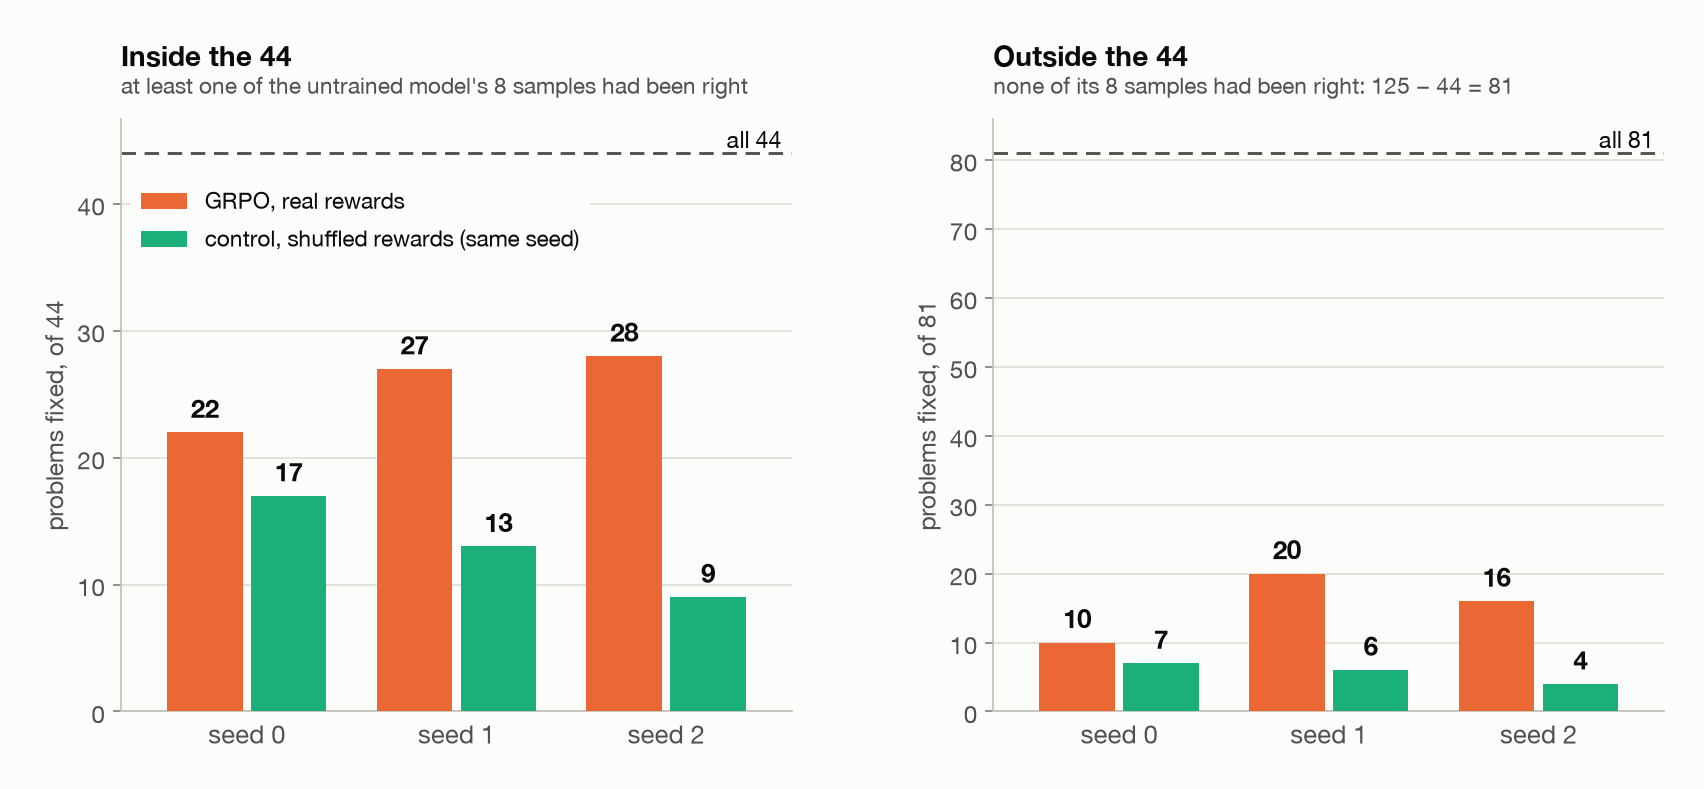 Inside the 44
at least one of the untrained model's 8 samples had been right
all 44
GRPO, real rewards
control, shuffled rewards (same seed)
problems fixed, of 44
40
30
20
10
0
22
17
27
13
28
9
seed 0
seed 1
seed 2
Outside the 44
none of its 8 samples had been right: 125 − 44 = 81
all 81
problems fixed, of 81
80
70
60
50
40
30
20
10
0
10
7
20
6
16
4
seed 0
seed 1
seed 2